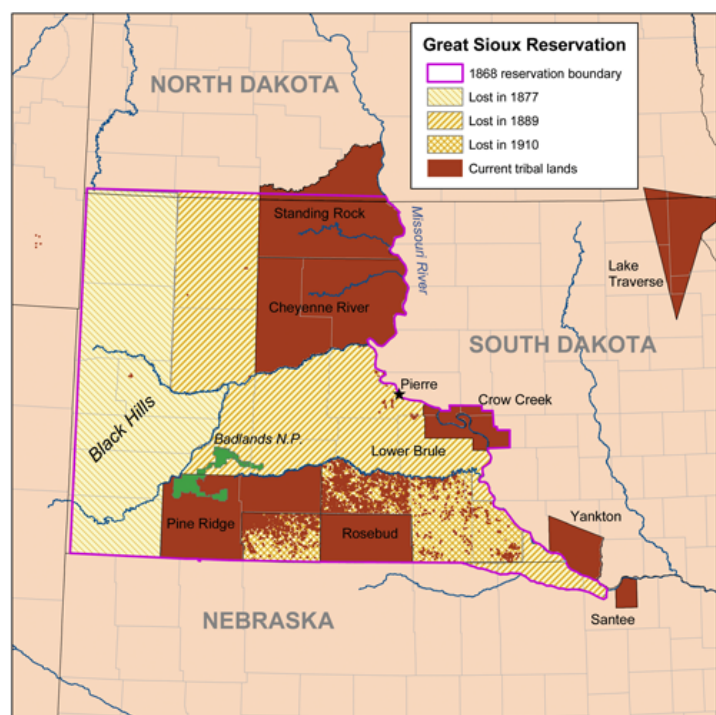 Great Sioux Reservation
1868 reservation boundary
Lost in 1877
Lost in 1889
Lost in 1910
Current tribal lands
NORTH DAKOTA
Standing Rock
Missouri River
Lake
Traverse
Cheyenne River
SOUTH DAKOTA
Pierre
Crow Creek
Black Hills
Badlands N.P.
Lower Brule
Pine Ridge
Rosebud
Yankton
Santee
NEBRASKA